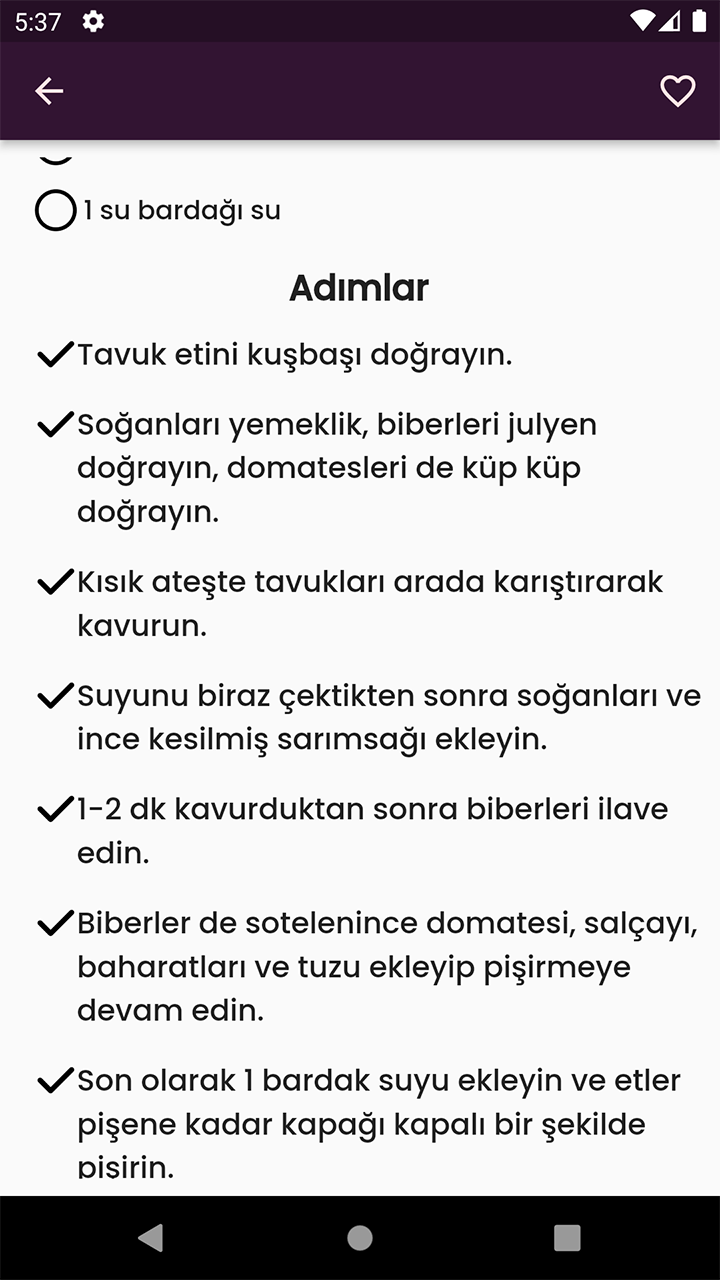 5:37
1 su bardağı su
Adımlar
Tavuk etini kuşbaşı doğrayın.
Soğanları yemeklik, biberleri julyen
doğrayın, domatesleri de küp küp
doğrayın.
Kısık ateşte tavukları arada karıştırarak
kavurun.
Suyunu biraz çektikten sonra soğanları ve
ince kesilmiş sarımsağı ekleyin.
1-2 dk kavurduktan sonra biberleri ilave
edin.
Biberler de sotelenince domatesi, salçayı,
baharatları ve tuzu ekleyip pişirmeye
devam edin.
Son olarak 1 bardak suyu ekleyin ve etler
pişene kadar kapağı kapalı bir şekilde
pişirin.